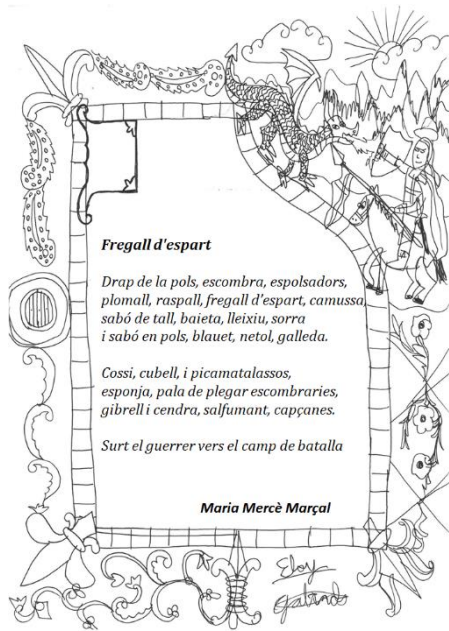 Fregall d'espart
Drap de la pols, escombra, espolsadors,
plomall, raspall, fregall d'espart, camussa,
sabó de tall, baieta, lleixiu, sorra
i sabó en pols, blauet, netol, galleda.
Cossi, cubell, i picamatalassos,
esponja, pala de plegar escombraries,
gibrell i cendra, salfumant, capçanes.
Surt el guerrer vers el camp de batalla
Maria Mercè Marçal
Eloy
Galindo